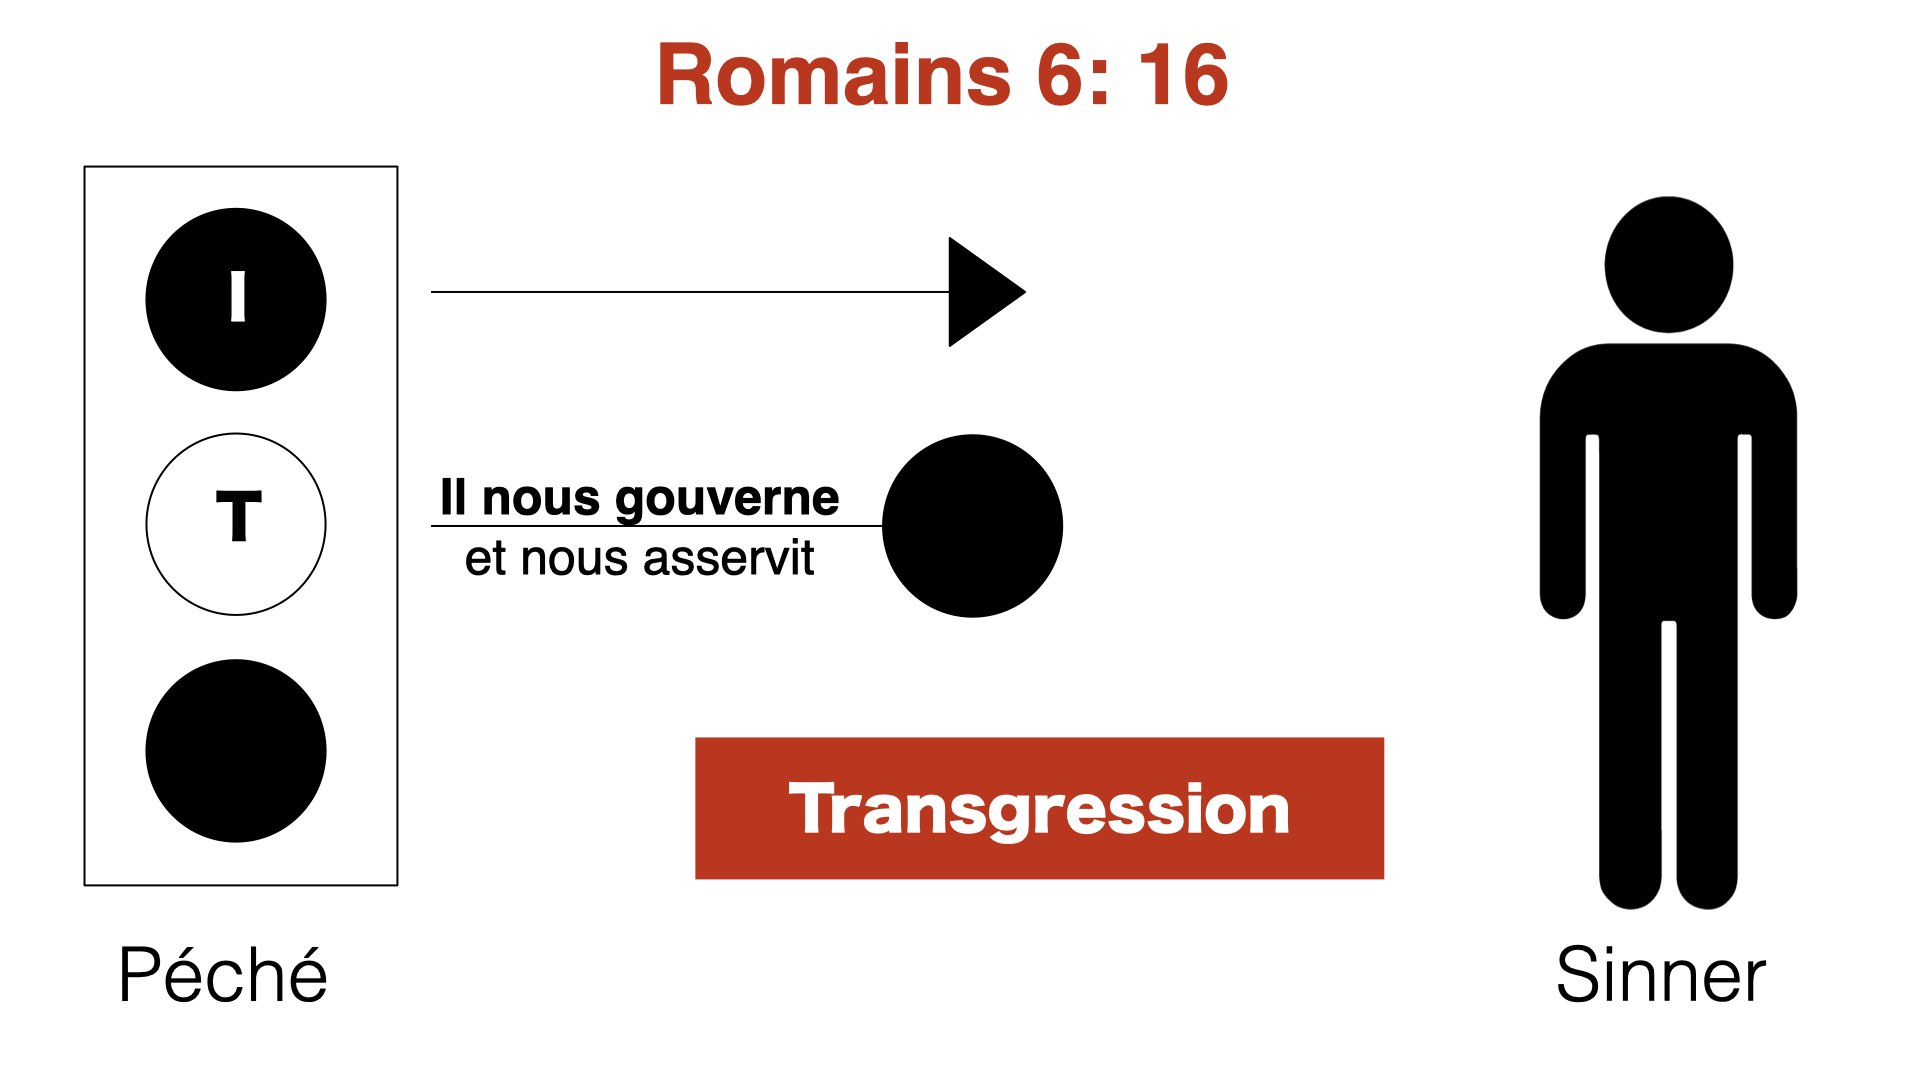 Romains 6: 16
I
T
Il nous gouverne
et nous asservit
Transgression
Péché
Sinner